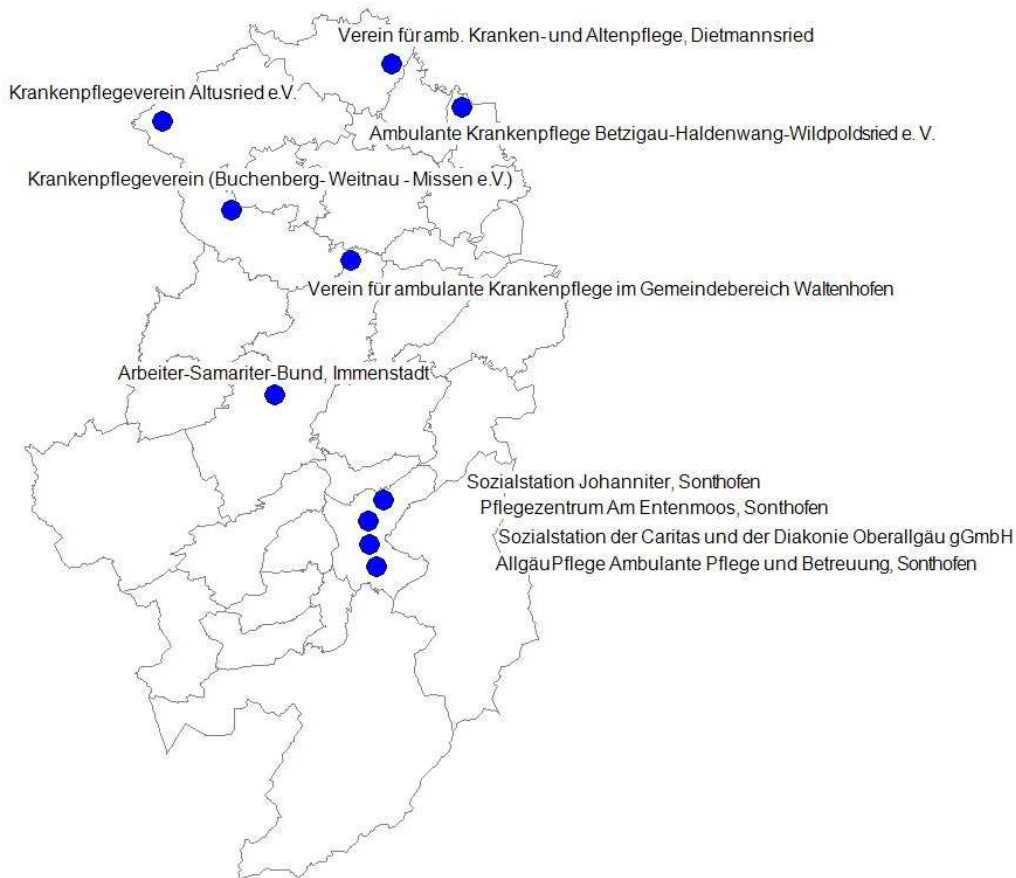 Verein für amb. Kranken- und Altenpflege, Dietmannsried
Krankenpflegeverein Altusried e.V.
Ambulante Krankenpflege Betzigau-Haldenwang-Wildpoldsried e. V.
Krankenpflegeverein (Buchenberg- Weitnau - Missen e.V.)
Verein für ambulante Krankenpflege im Gemeindebereich Waltenhofen
Arbeiter-Samariter-Bund, Immenstadt
Sozialstation Johanniter, Sonthofen
Pflegezentrum Am Entenmoos, Sonthofen
Sozialstation der Caritas und der Diakonie Oberallgäu gGmbH
AllgäuPflege Ambulante Pflege und Betreuung, Sonthofen